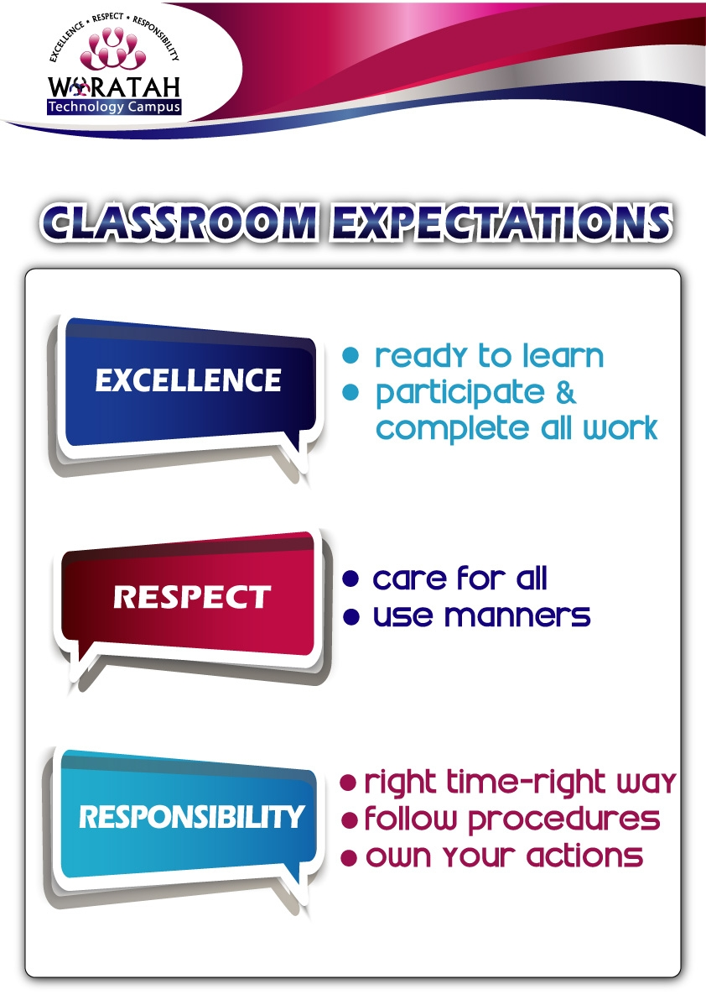 EXCELLENCE • RESPECT • RESPONSIBILITY
WORATAH
Technology Campus
CLASSROOM EXPECTATIONS
EXCELLENCE
• ready to learn
• participate &
complete all work
RESPECT
• care for all
• use manners
RESPONSIBILITY
• right time-right way
• follow procedures
• own your actions